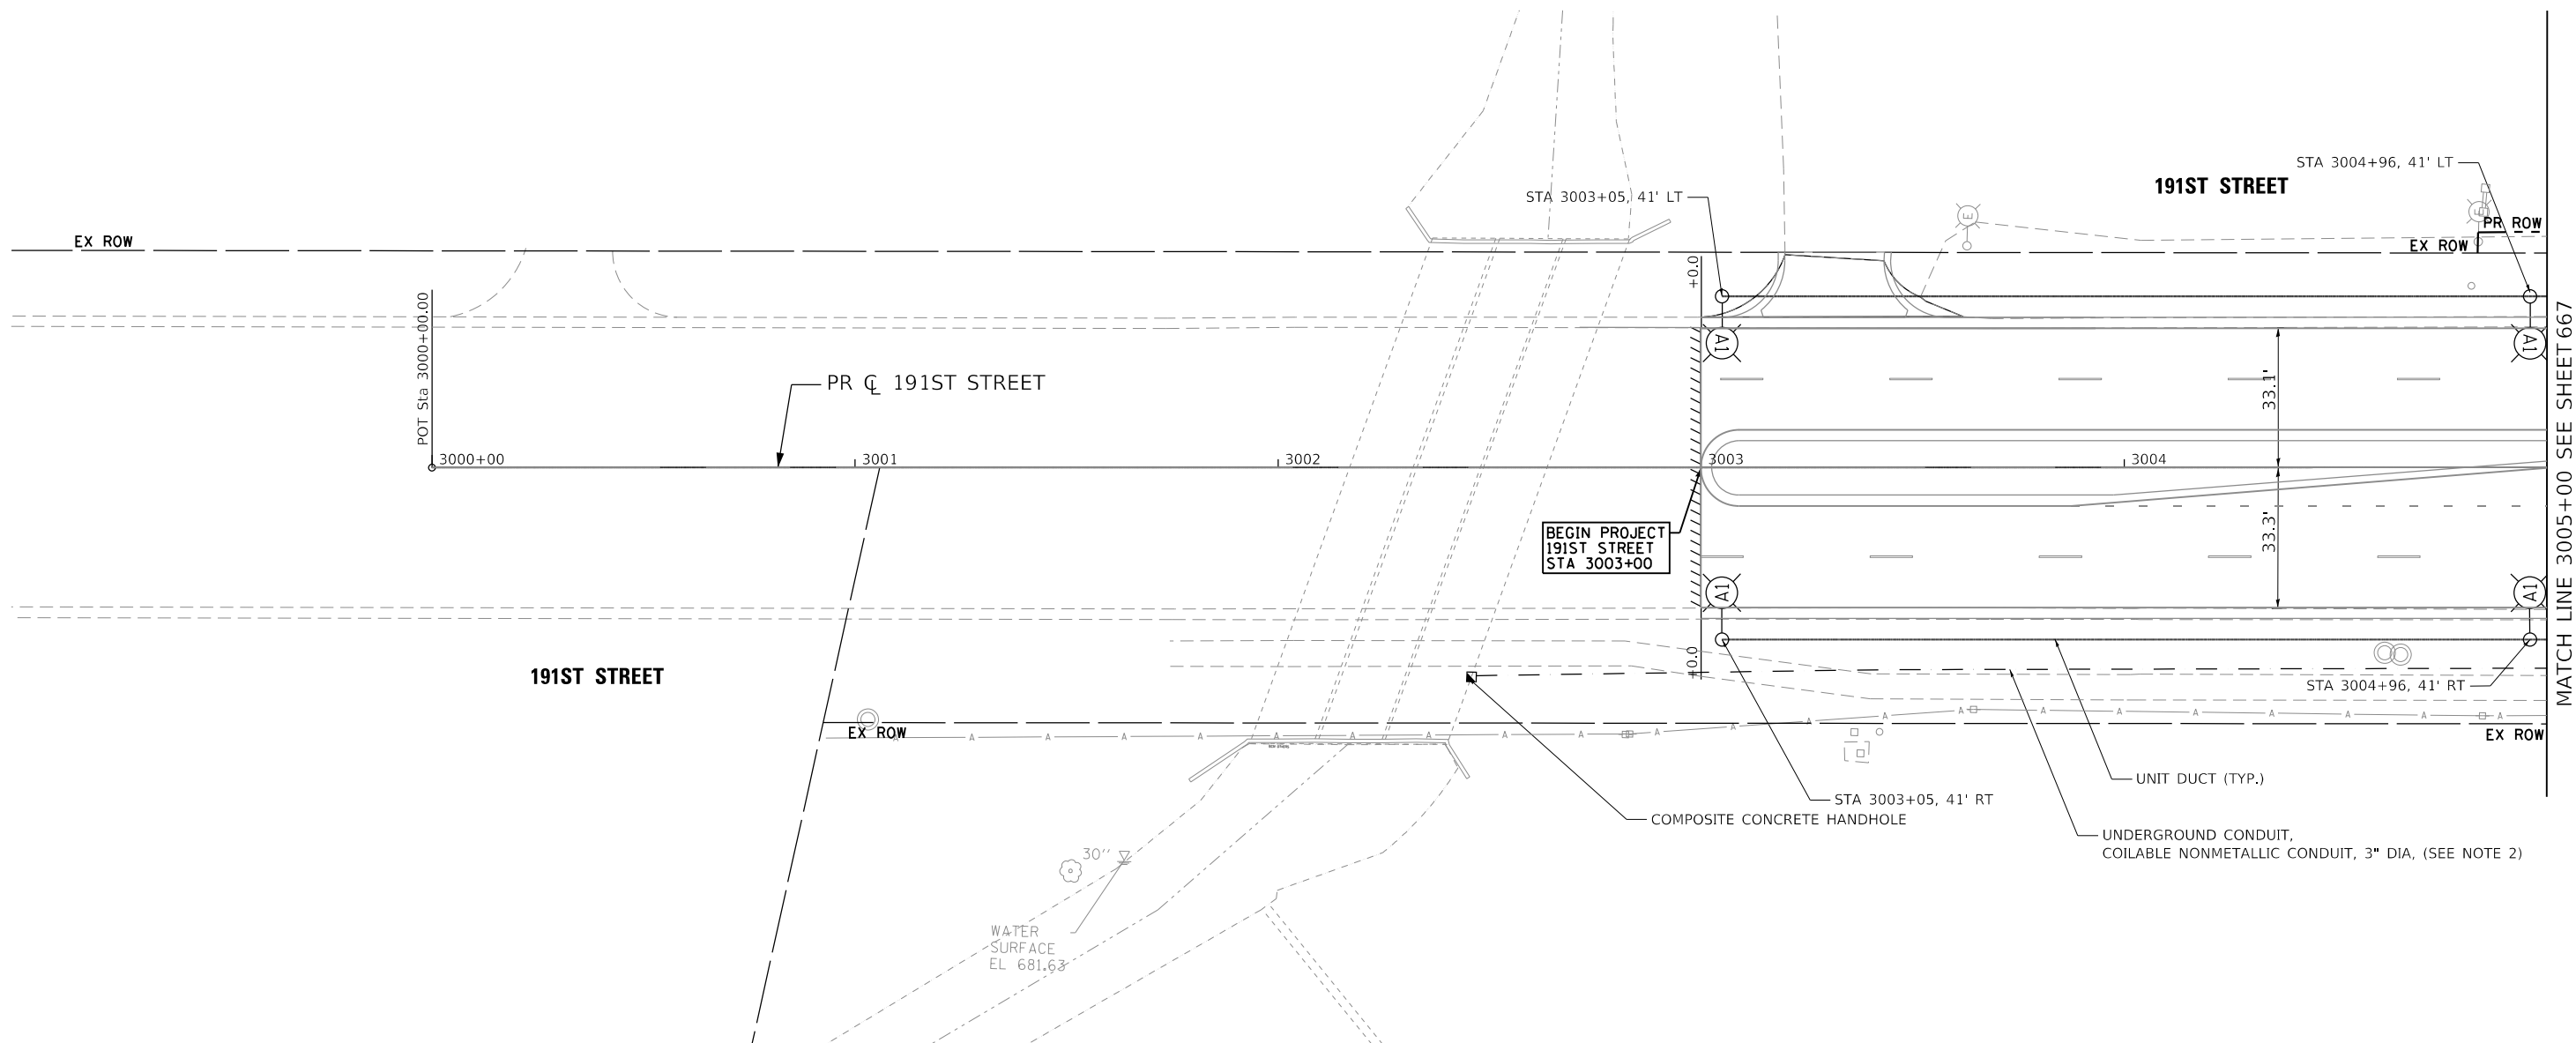 STA 3004+96, 41' LT
191ST STREET
STA 3003+05, 41' LT
E
E
PR ROW
EX ROW
EX ROW
+0.0
POT Sta 3000+00.00
A1
A1
33.1'
PR ℄ 191ST STREET
3000+00
3001
3002
3003
3004
MATCH LINE 3005+00 SEE SHEET 667
BEGIN PROJECT
191ST STREET
STA 3003+00
33.3'
A1
A1
+0.0
191ST STREET
STA 3004+96, 41' RT
EX ROW
A A A A A A A A A A A A A A A A A A A A A
EX ROW
UNIT DUCT (TYP.)
STA 3003+05, 41' RT
COMPOSITE CONCRETE HANDHOLE
UNDERGROUND CONDUIT,
COILABLE NONMETALLIC CONDUIT, 3" DIA, (SEE NOTE 2)
30''
WATER
SURFACE
EL 681.63